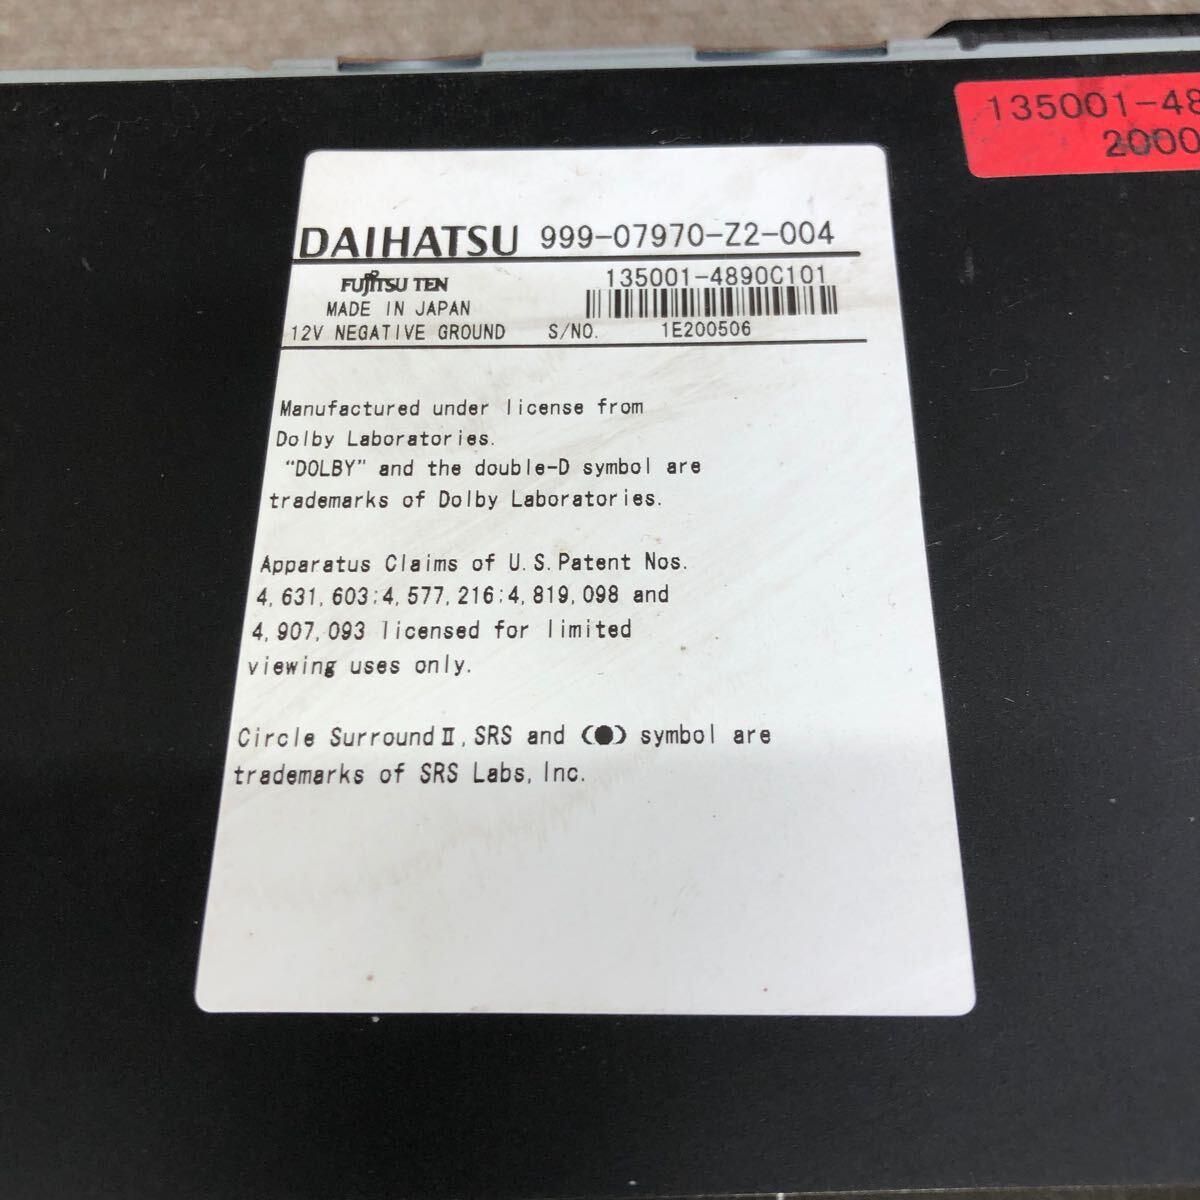 135001-48
2000
DAIHATSU 999-07970-Z2-004
FUJITSU TEN 135001-4890C101
MADE IN JAPAN
12V NEGATIVE GROUND S/NO. 1E200506
Manufactured under license from
Dolby Laboratories.
"DOLBY" and the double-D symbol are
trademarks of Dolby Laboratories.
Apparatus Claims of U.S.Patent Nos.
4,631,603:4,577,216:4,819,098 and
4,907,093 licensed for limited
viewing uses only.
Circle SurroundⅡ, SRS and (●) symbol are
trademarks of SRS Labs, Inc.